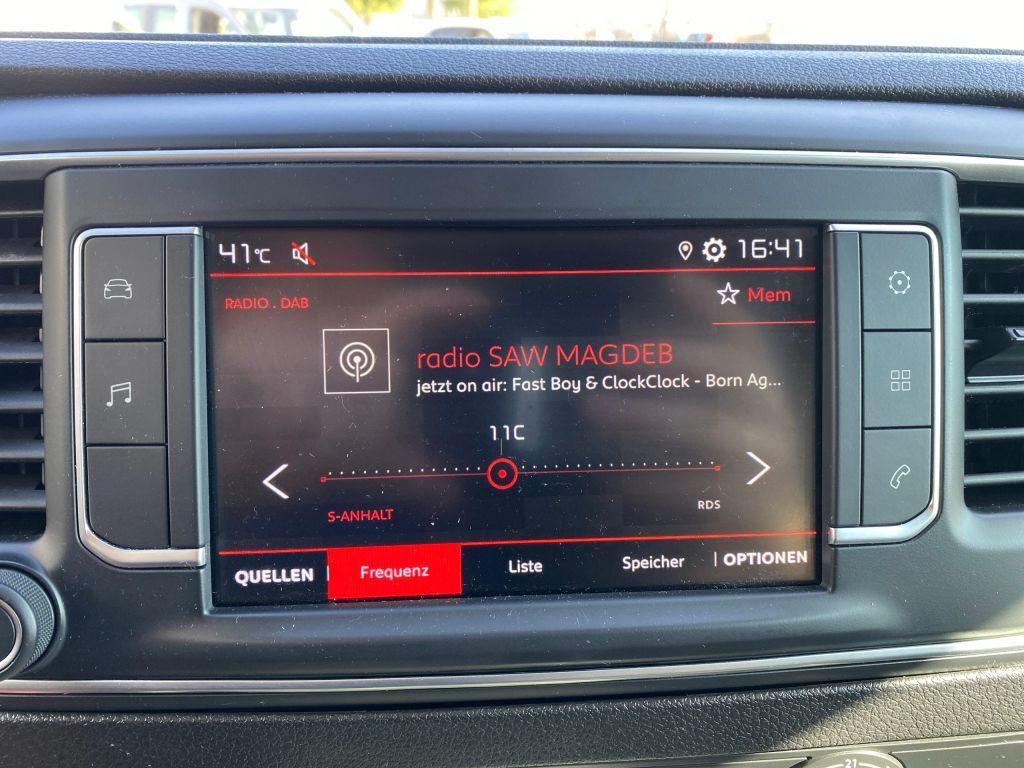 41°C 16:41
RADIO . DAB
Mem
radio SAW MAGDEB
jetzt on air: Fast Boy & ClockClock - Born Ag...
11C
S-ANHALT RDS
QUELLEN Frequenz Liste Speicher OPTIONEN
21